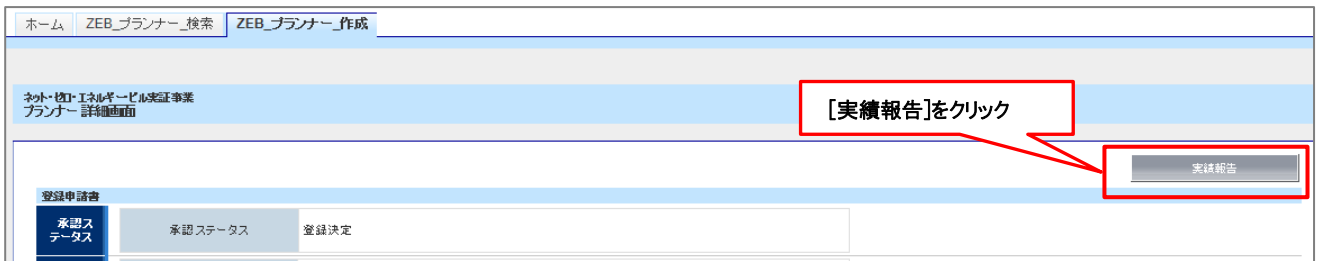 ホーム ZEB_プランナー_検索 ZEB_プランナー_作成
ネット・ゼロ・エネルギービル実証事業
プランナー 詳細画面
[実績報告]をクリック
実績報告
登録申請書
承認ス
テータス
承認ステータス 登録決定